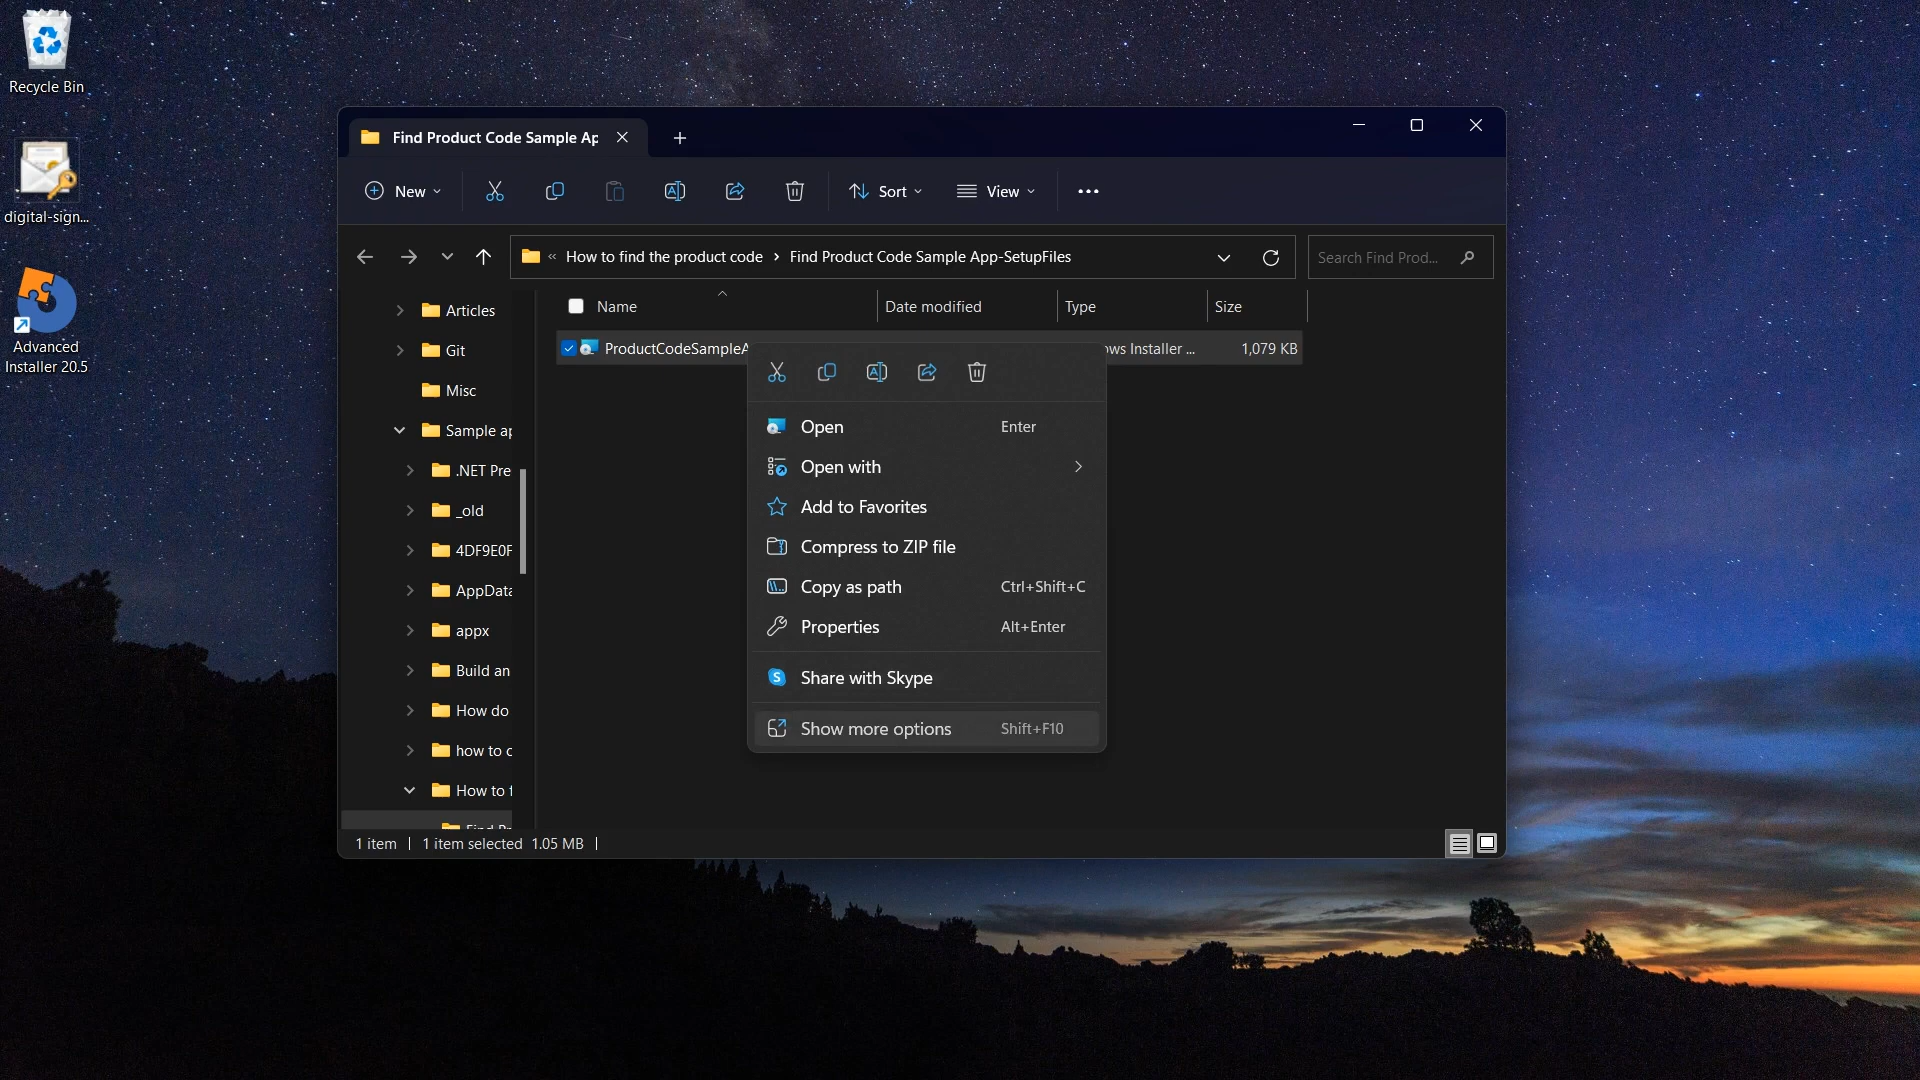 Recycle Bin
digital-sign...
Advanced
Installer 20.5
Find Product Code Sample Ap
New
Sort
View
« How to find the product code > Find Product Code Sample App-SetupFiles
Search Find Prod...
Articles
Git
Misc
Sample ap
.NET Pre
_old
4DF9E0F
AppData
appx
Build an
How do
how to c
How to f
Name
Date modified
Type
Size
ProductCodeSampleA
ws Installer ...
1,079 KB
Open Enter
Open with
Add to Favorites
Compress to ZIP file
Copy as path Ctrl+Shift+C
Properties Alt+Enter
Share with Skype
Show more options Shift+F10
1 item
1 item selected 1.05 MB